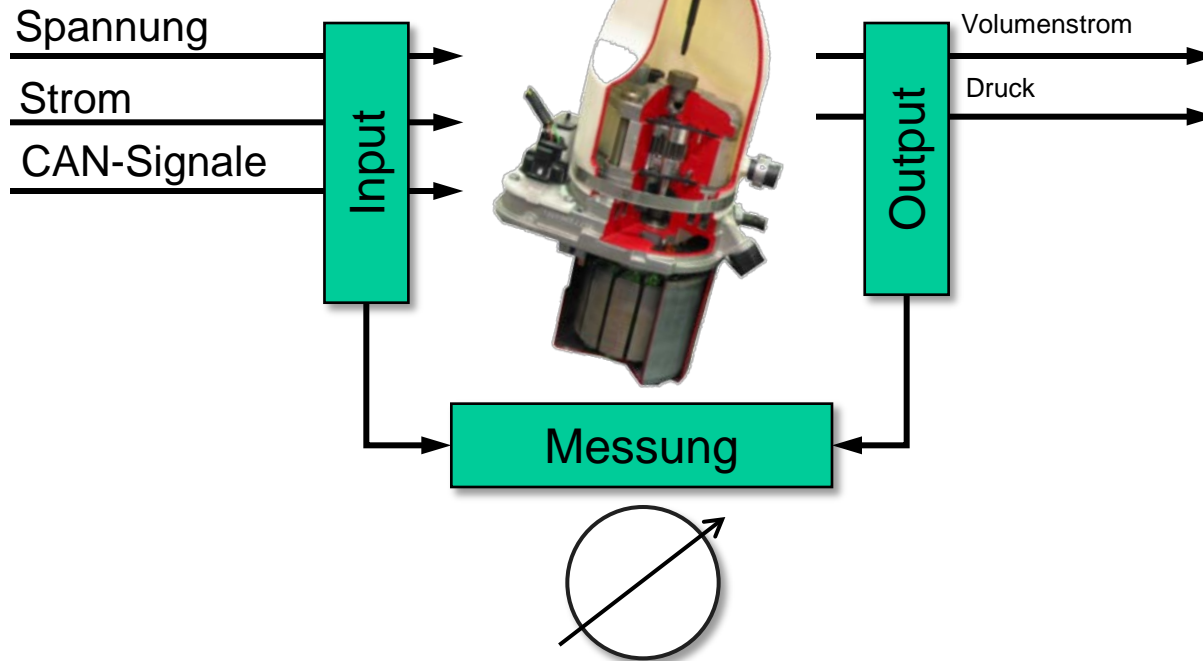 Spannung
Strom
CAN-Signale
Input
Volumenstrom
Druck
Output
Messung